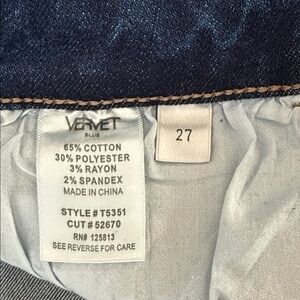 VERVET
BLUE
65% COTTON
30% POLYESTER
3% RAYON
2% SPANDEX
MADE IN CHINA
STYLE # T5351
CUT # 52670
RN# 125813
SEE REVERSE FOR CARE
27